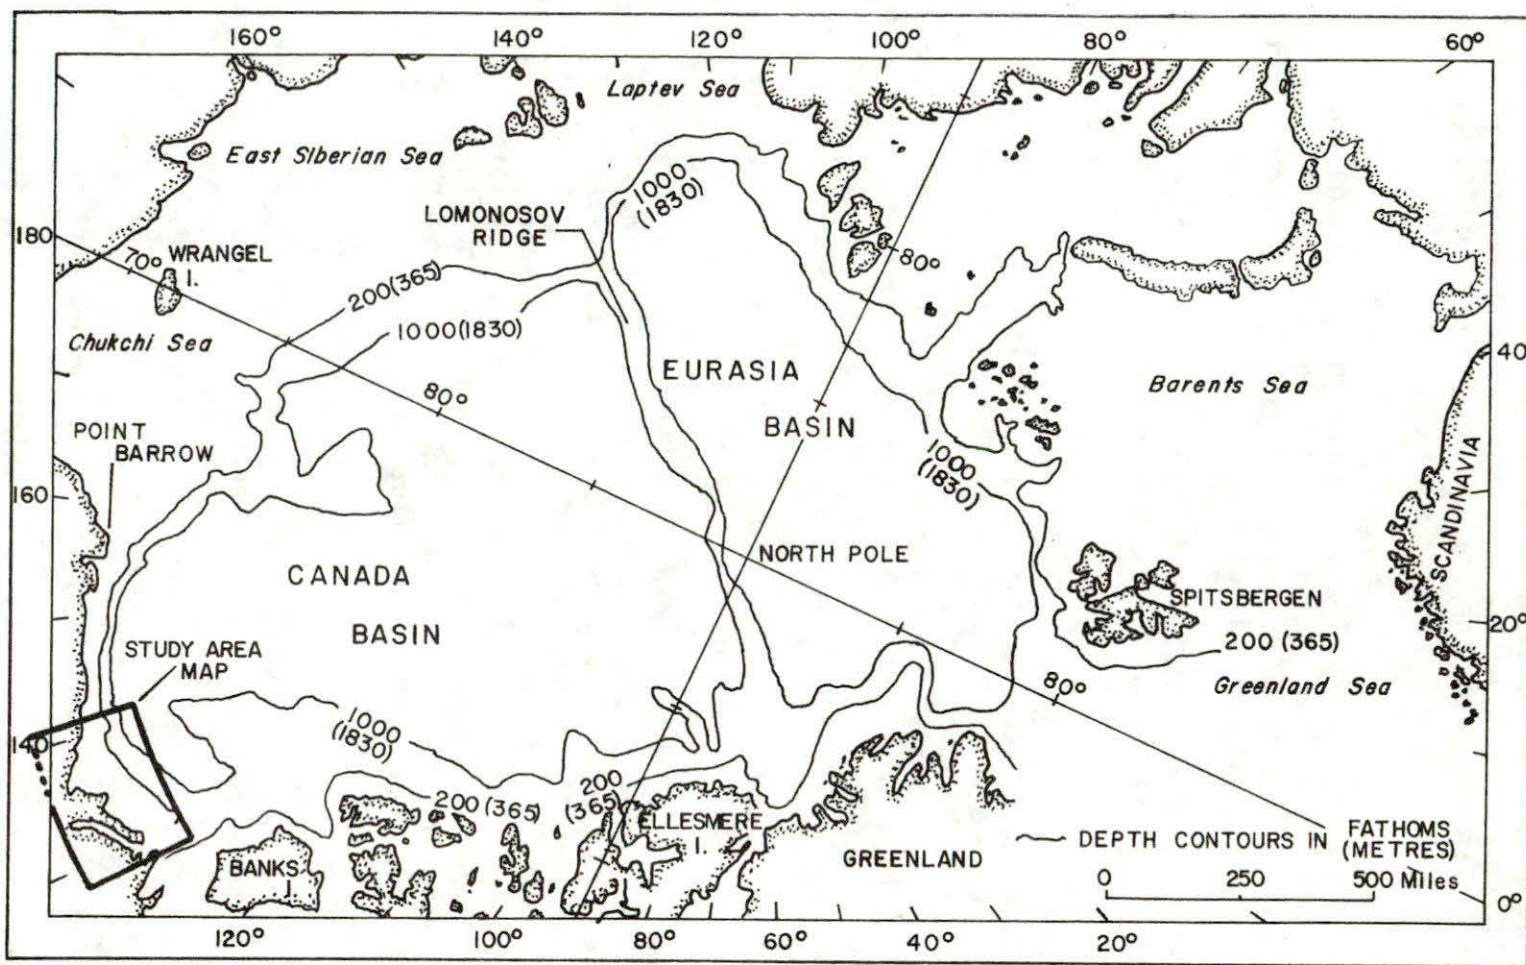 160° 140° 120° 100° 80° 60°
Laptev Sea
East Siberian Sea
1000
(1830)
LOMONOSOV
RIDGE
180
70°
WRANGEL
I.
80°
200(365)
1000(1830)
Chukchi Sea
EURASIA
BASIN
40
Barents Sea
80°
POINT
BARROW
1000
(1830)
160
SCANDINAVIA
NORTH POLE
CANADA
BASIN
SPITSBERGEN
20°
200 (365)
STUDY AREA
MAP
80°
Greenland Sea
140
1000
(1830)
200 (365)
200
(365)
ELLESMERE
I.
BANKS
I
GREENLAND
DEPTH CONTOURS IN FATHOMS
(METRES)
0 250 500 Miles
0°
120° 100° 80° 60° 40° 20°